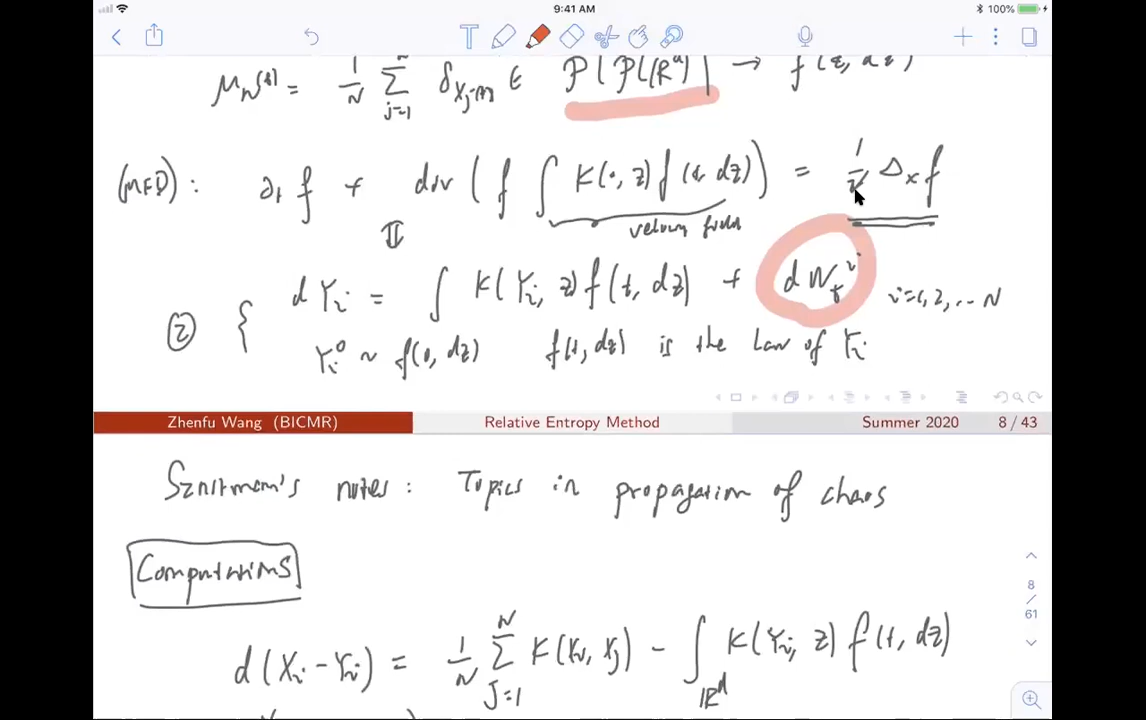 9:41 AM
100%
μ_N(t) = 1/N Σ_{j=1}^N δ_{X_j(t)} ∈ P(P(R^d)) → f(t, dz)
(MFD): ∂_t f + div ( f ∫ K(·, z) f(t, dz) ) = 1/2 Δ_x f
velocity field
② { dY_i = ∫ K(Y_i, z) f(t, dz) + dW_t^i i=1, 2, ... N
Y_i^0 ~ f(0, dz) f(t, dz) is the Law of Y_i
Zhenfu Wang (BICMR) Relative Entropy Method Summer 2020 8 / 43
Sznitman's notes: Topics in propagation of chaos
Computations
8
/
61
d(X_i - Y_i) = 1/N Σ_{j=1}^N K(X_i, X_j) - ∫_{R^d} K(Y_i, z) f(t, dz)